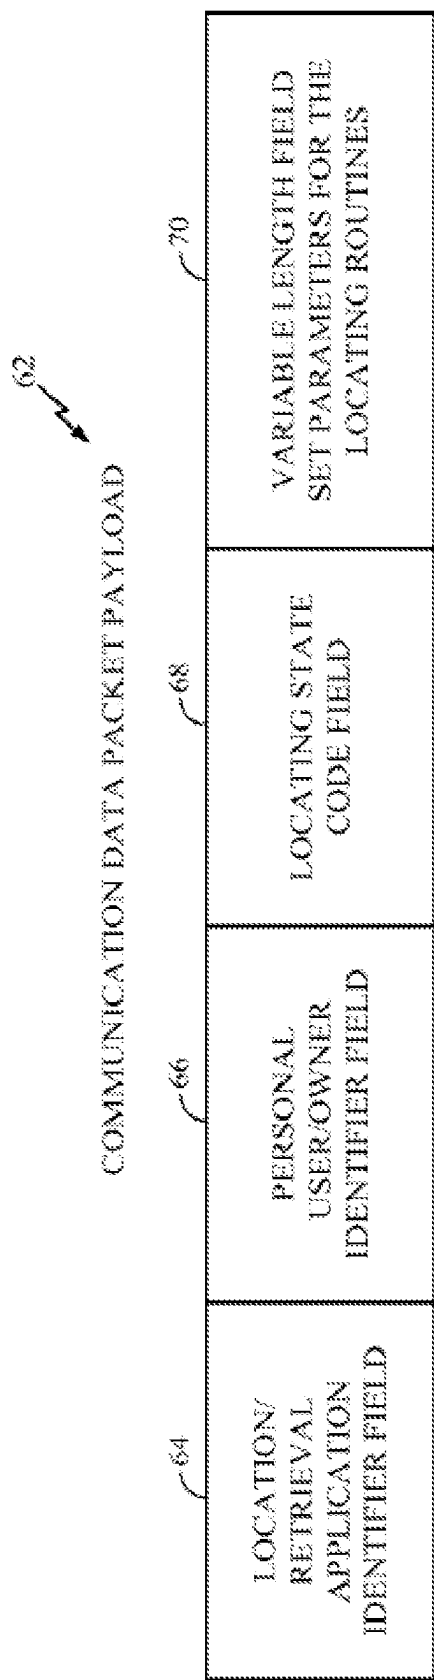 62
COMMUNICATION DATA PACKET PAYLOAD
64
66
68
70
LOCATION/
RETRIEVAL
APPLICATION
IDENTIFIER FIELD
PERSONAL
USER/OWNER
IDENTIFIER FIELD
LOCATING STATE
CODE FIELD
VARIABLE LENGTH FIELD
SET PARAMETERS FOR THE
LOCATING ROUTINES